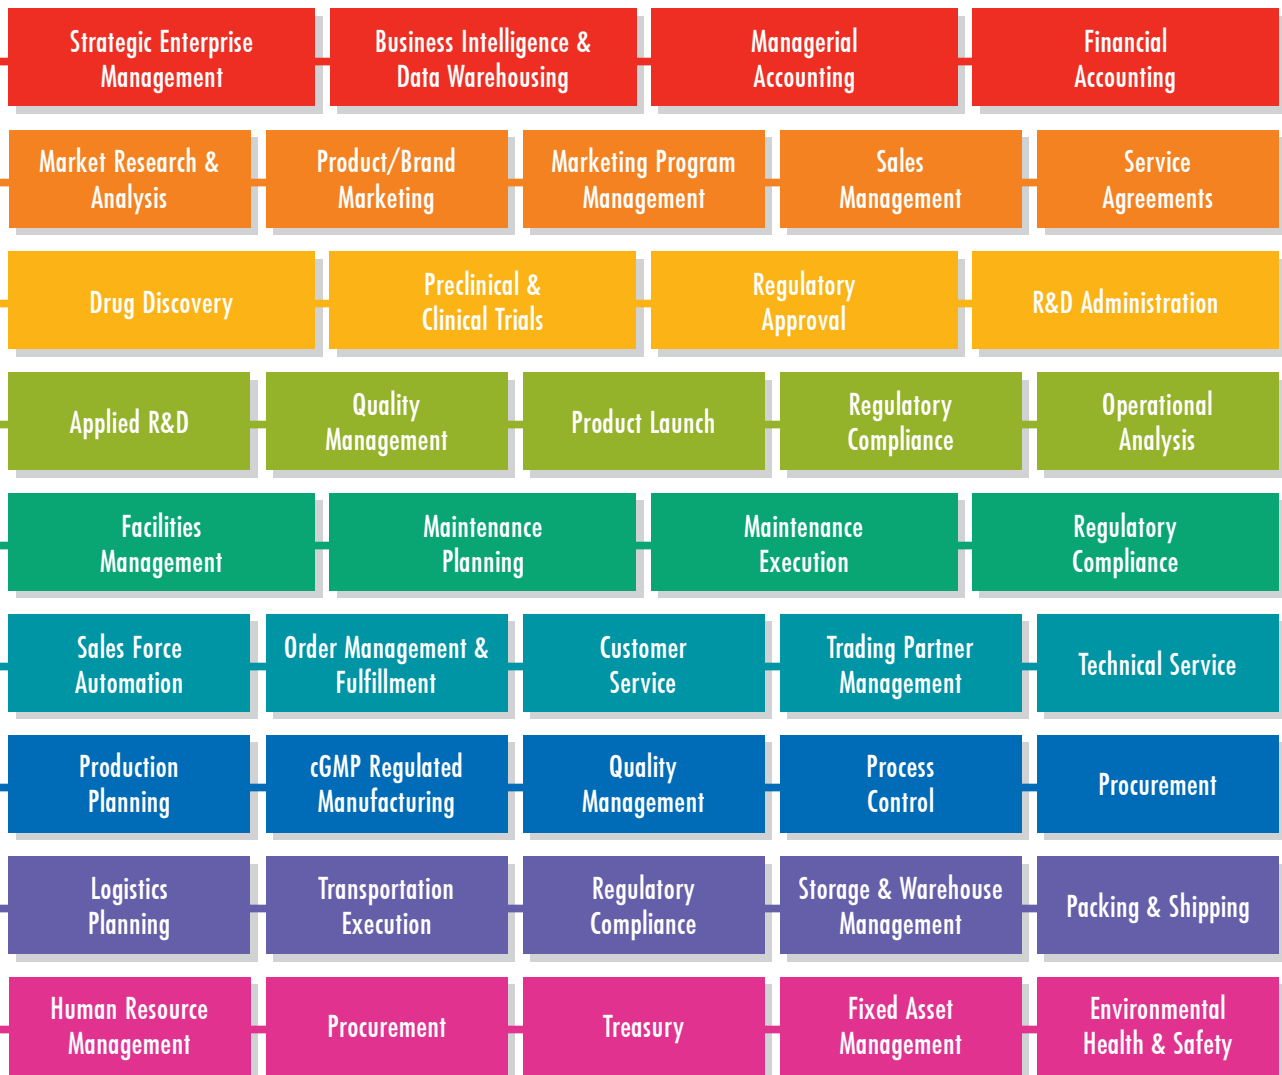 Strategic Enterprise
Management
Business Intelligence &
Data Warehousing
Managerial
Accounting
Financial
Accounting
Market Research &
Analysis
Product/Brand
Marketing
Marketing Program
Management
Sales
Management
Service
Agreements
Drug Discovery
Preclinical &
Clinical Trials
Regulatory
Approval
R&D Administration
Applied R&D
Quality
Management
Product Launch
Regulatory
Compliance
Operational
Analysis
Facilities
Management
Maintenance
Planning
Maintenance
Execution
Regulatory
Compliance
Sales Force
Automation
Order Management &
Fulfillment
Customer
Service
Trading Partner
Management
Technical Service
Production
Planning
cGMP Regulated
Manufacturing
Quality
Management
Process
Control
Procurement
Logistics
Planning
Transportation
Execution
Regulatory
Compliance
Storage & Warehouse
Management
Packing & Shipping
Human Resource
Management
Procurement
Treasury
Fixed Asset
Management
Environmental
Health & Safety